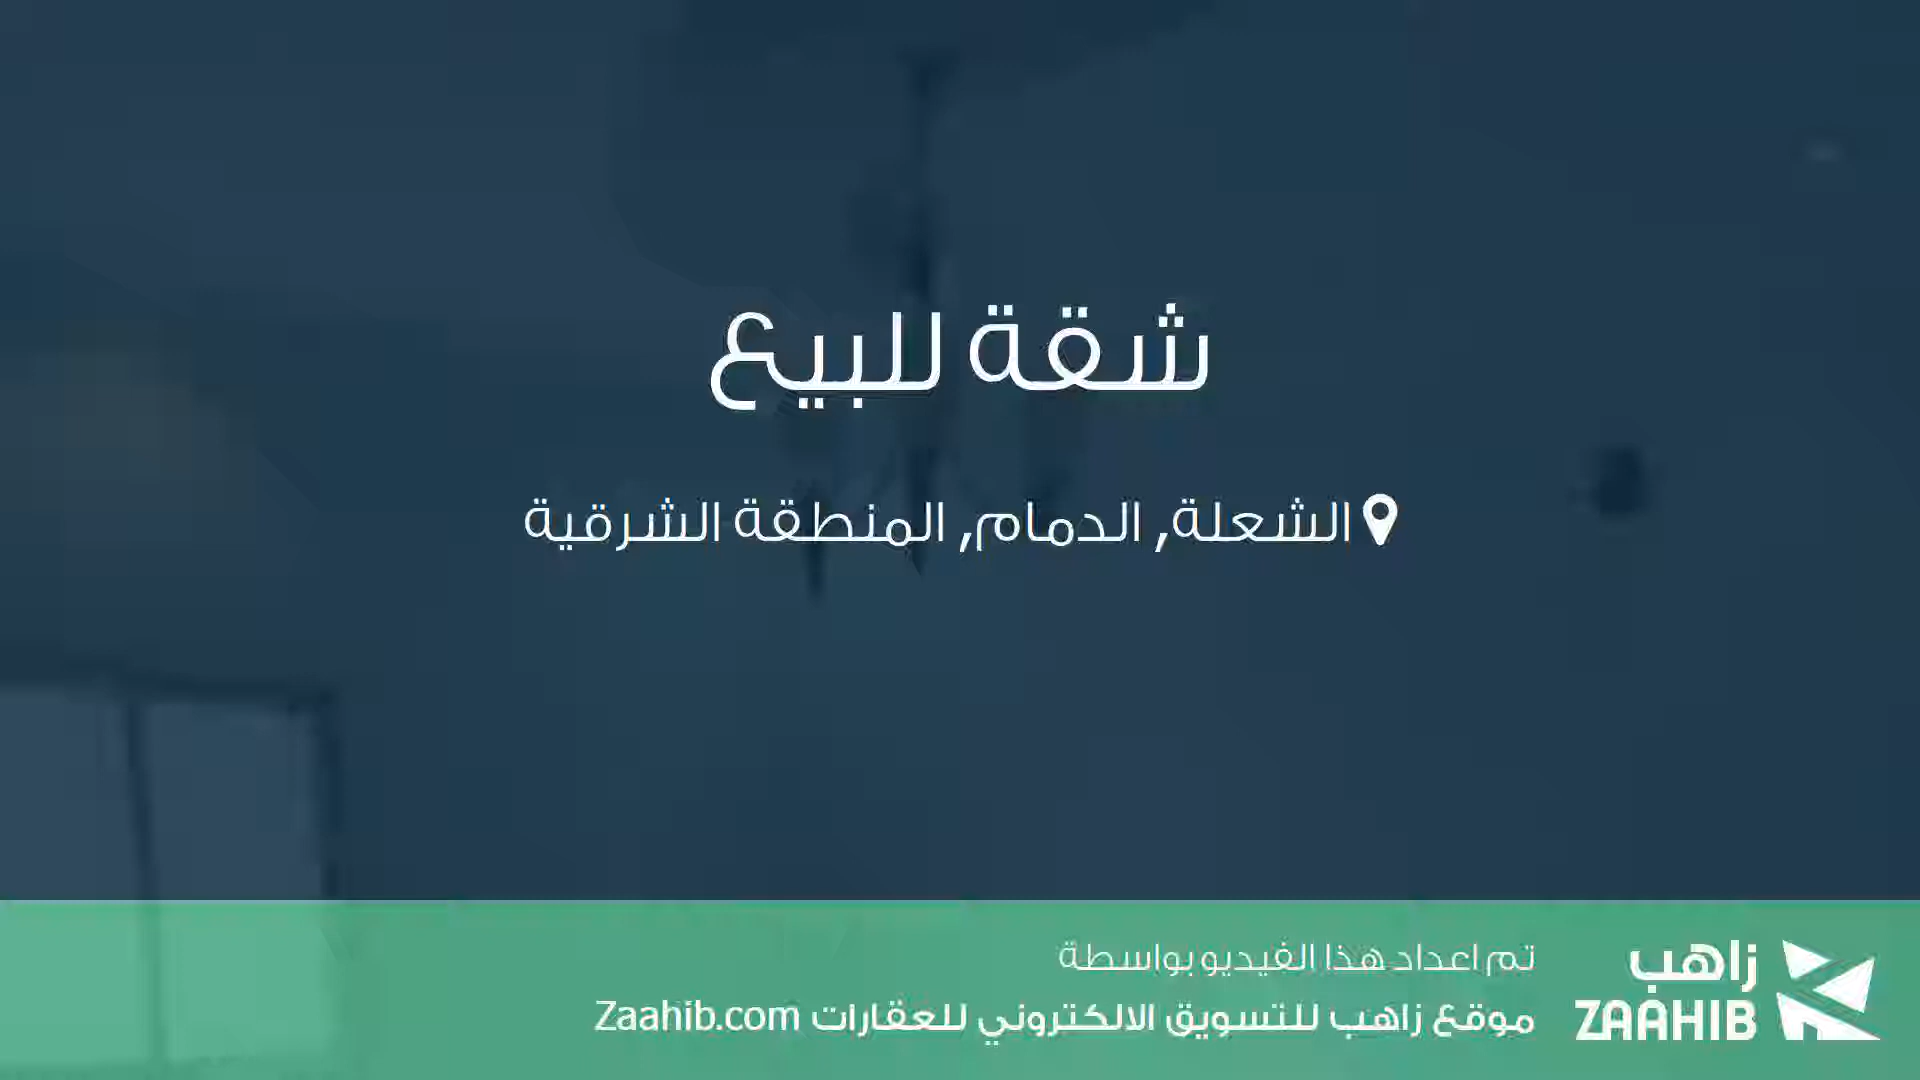 شقة للبيع
الشعلة, الدمام, المنطقة الشرقية
تم اعداد هذا الفيديو بواسطة
موقع زاهب للتسويق الالكتروني للعقارات Zaahib.com
زاهب
ZAAHIB